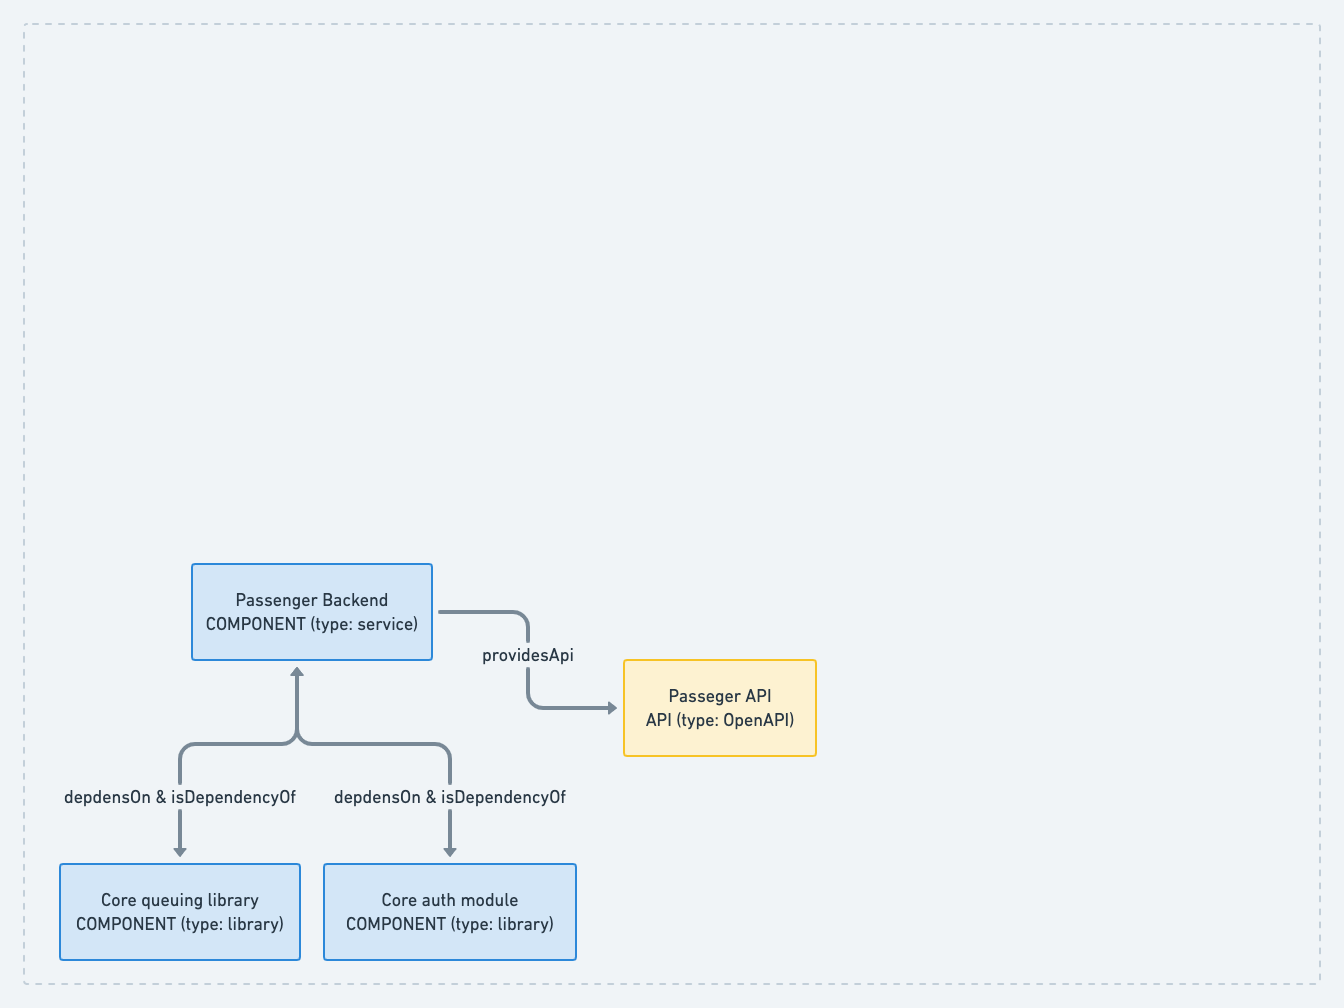 Passenger Backend
COMPONENT (type: service)
providesApi
Passeger API
API (type: OpenAPI)
depdensOn & isDependencyOf
depdensOn & isDependencyOf
Core queuing library
COMPONENT (type: library)
Core auth module
COMPONENT (type: library)